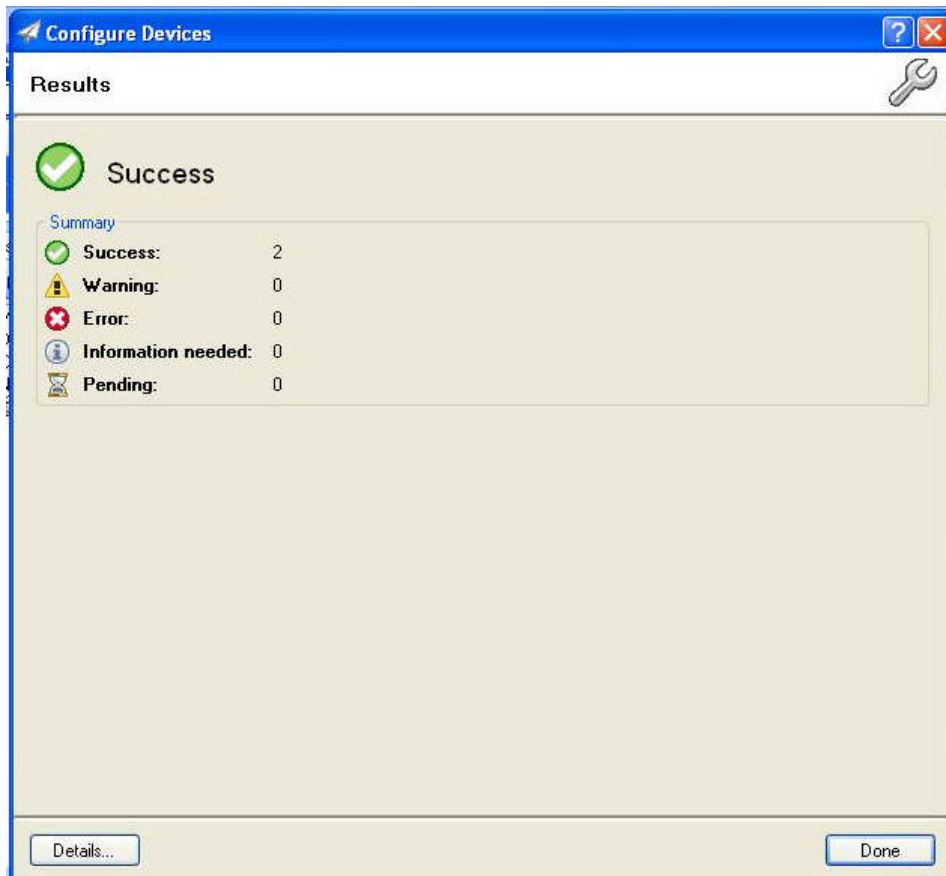 Configure Devices
Results
Success
Summary
Success: 2
Warning: 0
Error: 0
Information needed: 0
Pending: 0
Details... Done